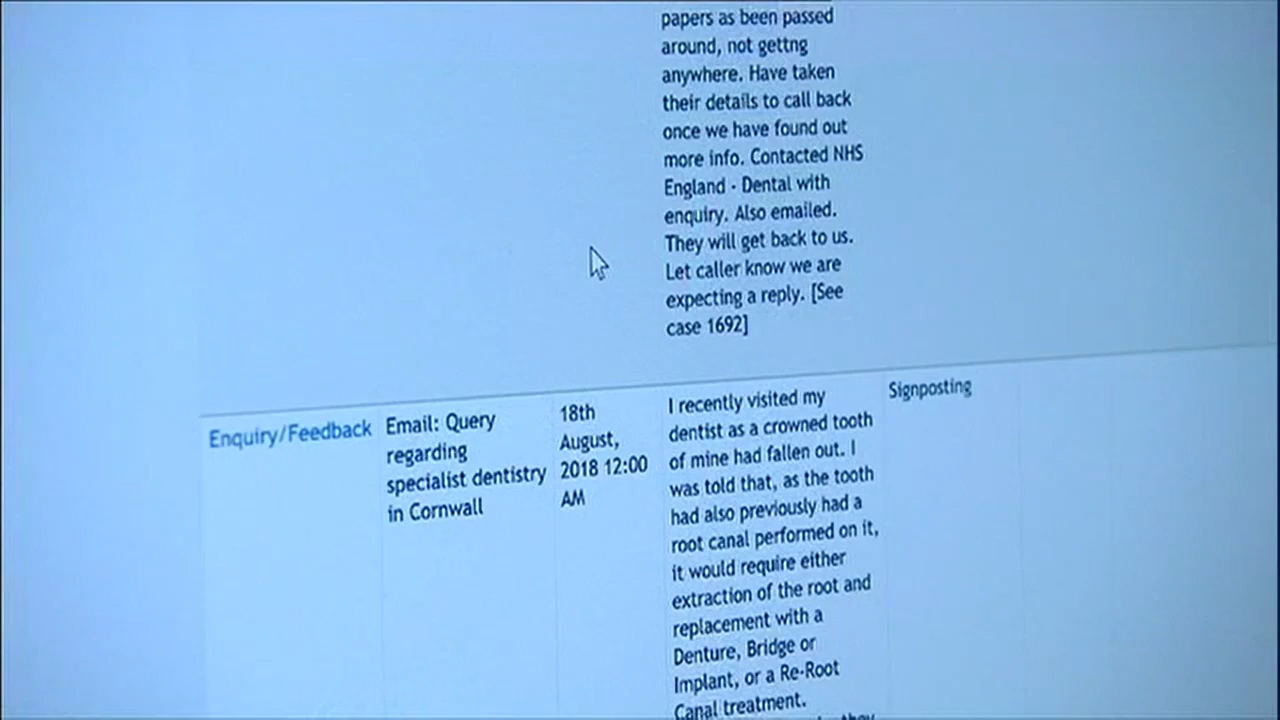 papers as been passed
around, not gettng
anywhere. Have taken
their details to call back
once we have found out
more info. Contacted NHS
England - Dental with
enquiry. Also emailed.
They will get back to us.
Let caller know we are
expecting a reply. [See
case 1692]
Enquiry/Feedback
Email: Query
regarding
specialist dentistry
in Cornwall
18th
August,
2018 12:00
AM
I recently visited my
dentist as a crowned tooth
of mine had fallen out. I
was told that, as the tooth
had also previously had a
root canal performed on it,
it would require either
extraction of the root and
replacement with a
Denture, Bridge or
Implant, or a Re-Root
Canal treatment.
they
Signposting